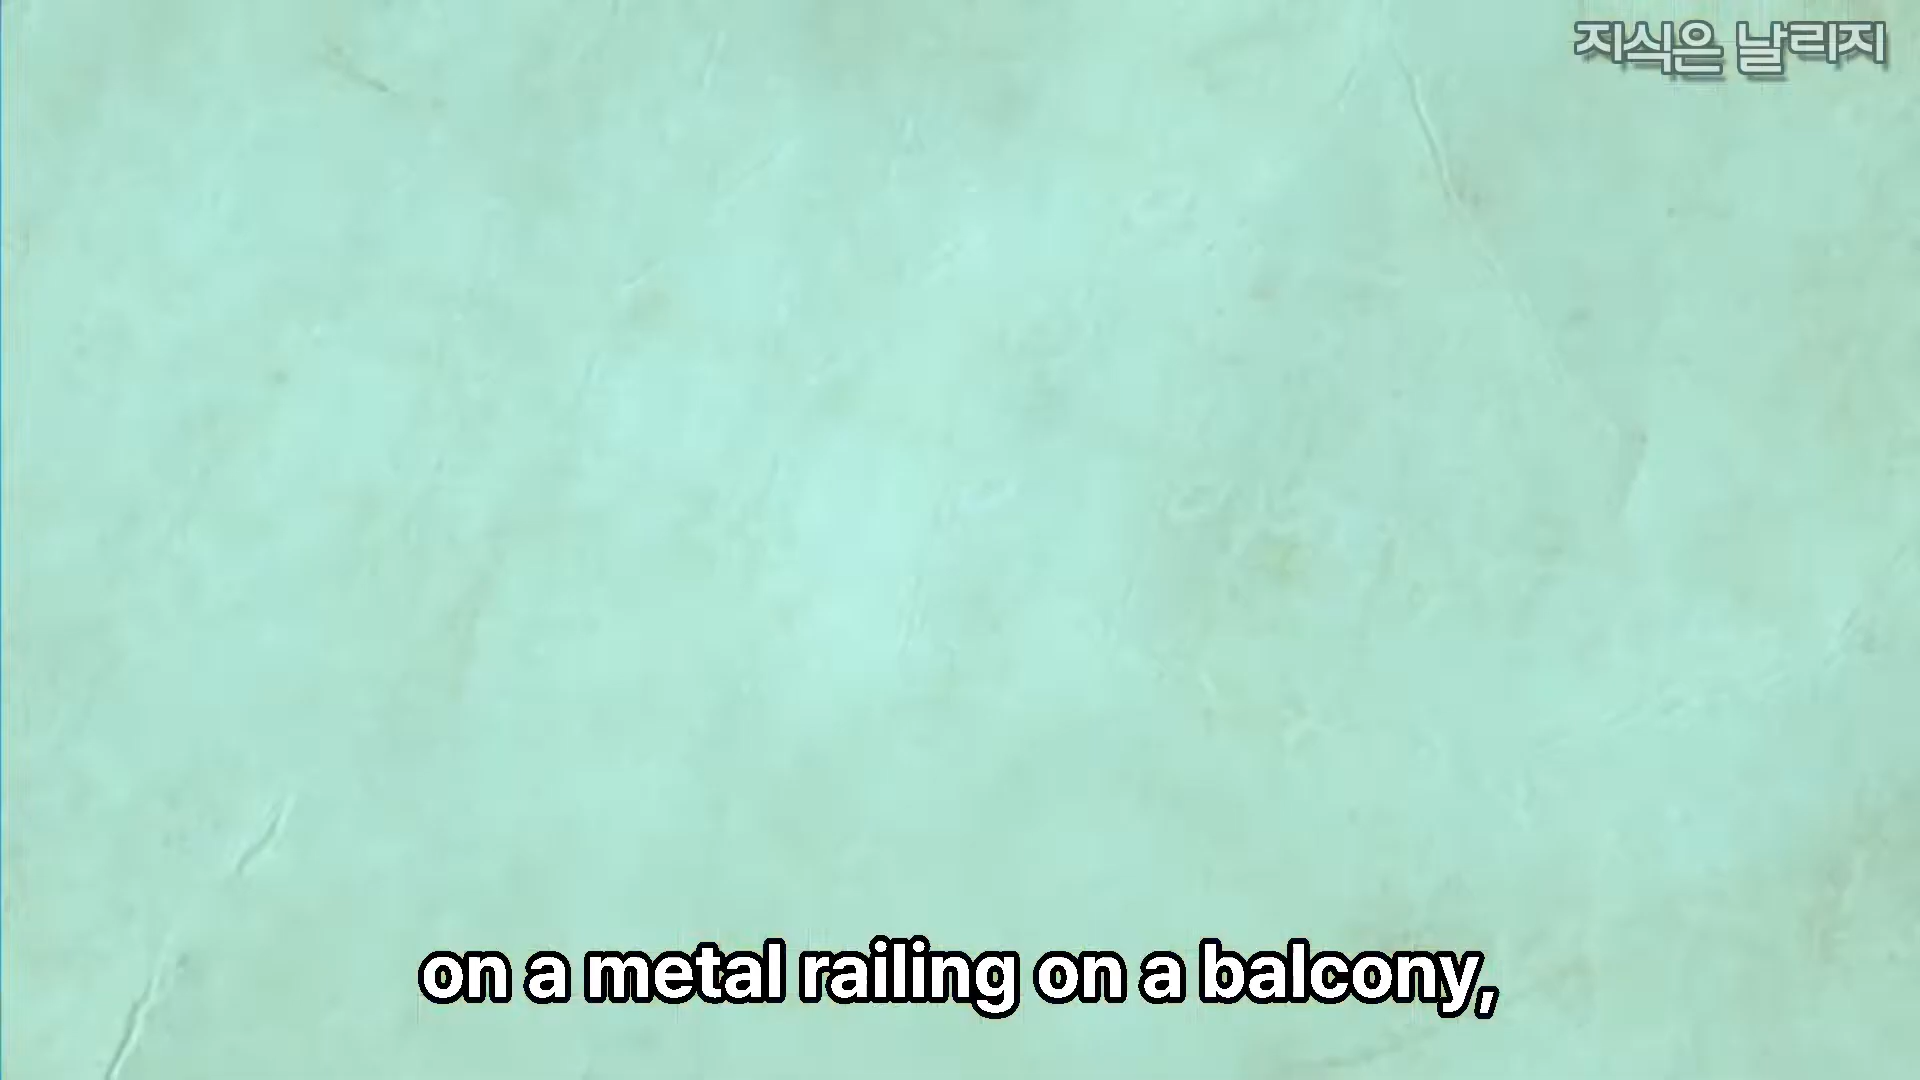 지식은 날리지
on a metal railing on a balcony,